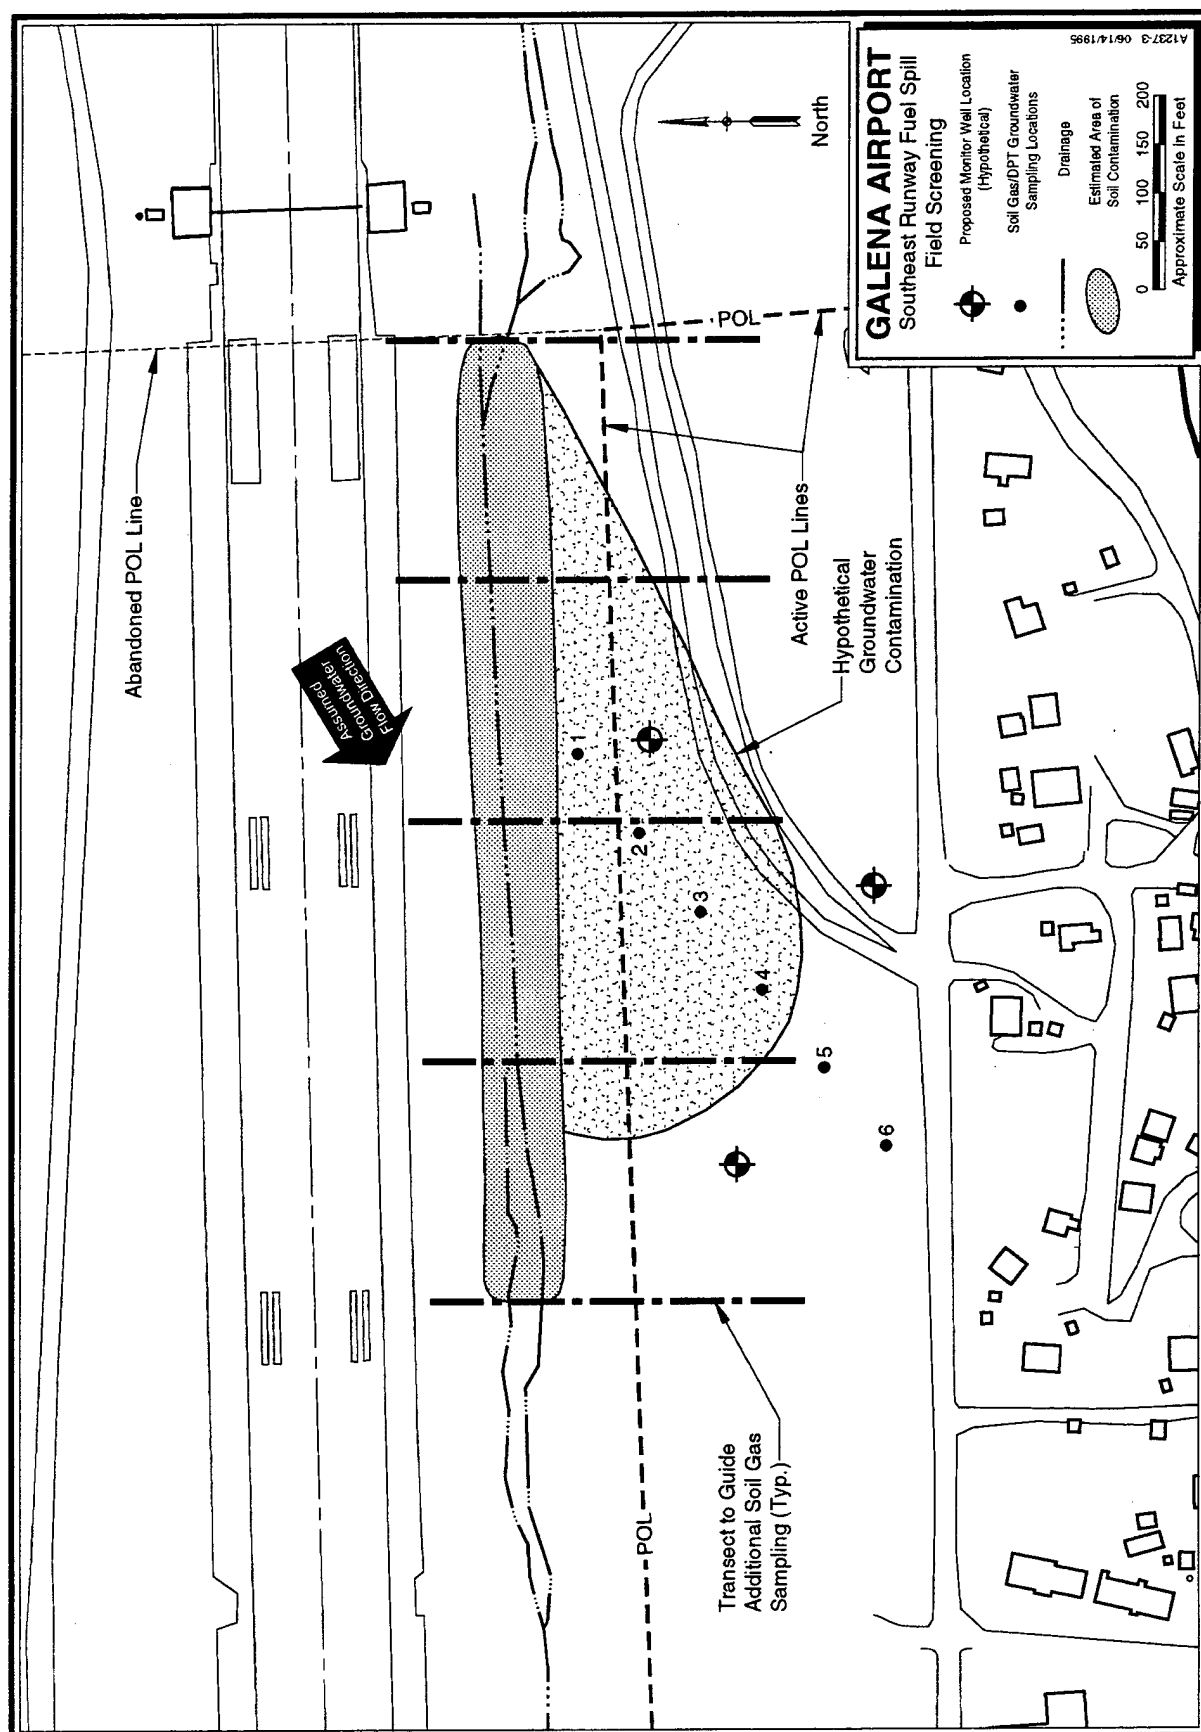 GALENA AIRPORT
Southeast Runway Fuel Spill
Field Screening
Proposed Monitor Well Location
(Hypothetical)
Soil Gas/DPT Groundwater
Sampling Locations
Drainage
Estimated Area of
Soil Contamination
0 50 100 150 200
Approximate Scale in Feet
A1237-3 06/14/1995
North
Abandoned POL Line
Assumed
Groundwater
Flow Direction
POL
Active POL Lines
Hypothetical
Groundwater
Contamination
1
2
3
4
5
6
Transect to Guide
Additional Soil Gas
Sampling (Typ.)
POL